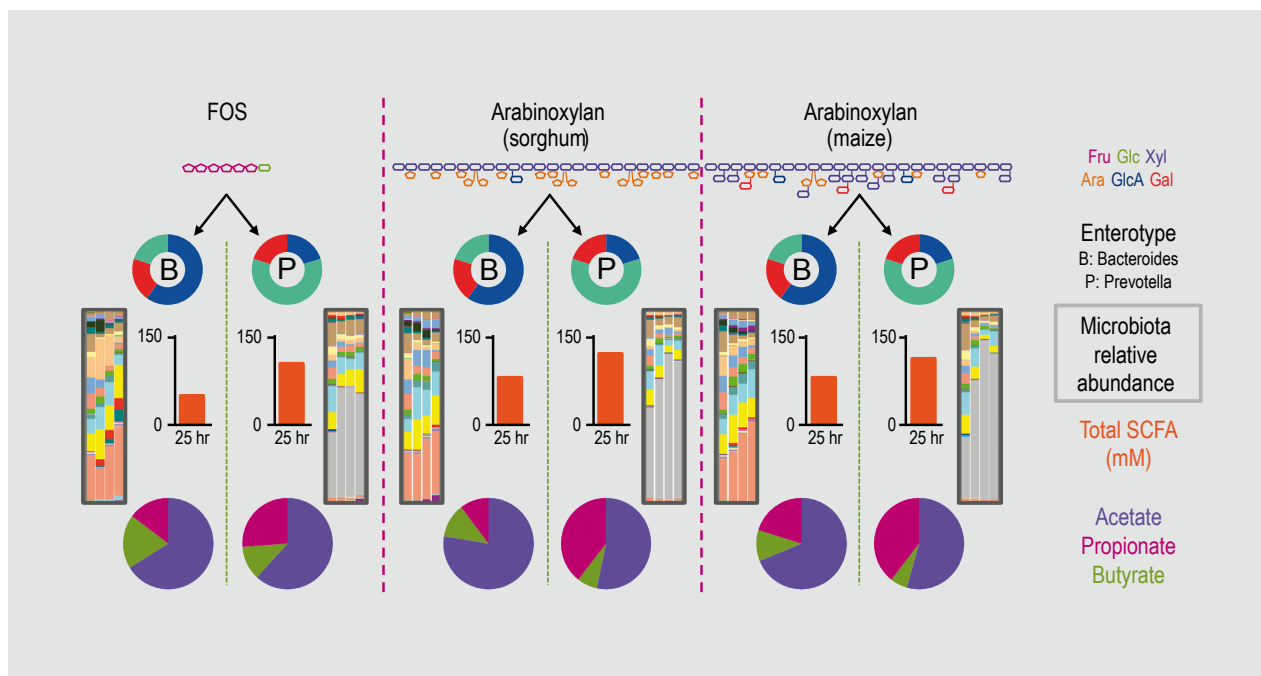 FOS
Arabinoxylan
(sorghum)
Arabinoxylan
(maize)
Fru Glc Xyl
Ara GlcA Gal
B
P
B
P
B
P
Enterotype
B: Bacteroides
P: Prevotella
150
0
25 hr
150
0
25 hr
150
0
25 hr
150
0
25 hr
150
0
25 hr
150
0
25 hr
Microbiota
relative
abundance
Total SCFA
(mM)
Acetate
Propionate
Butyrate